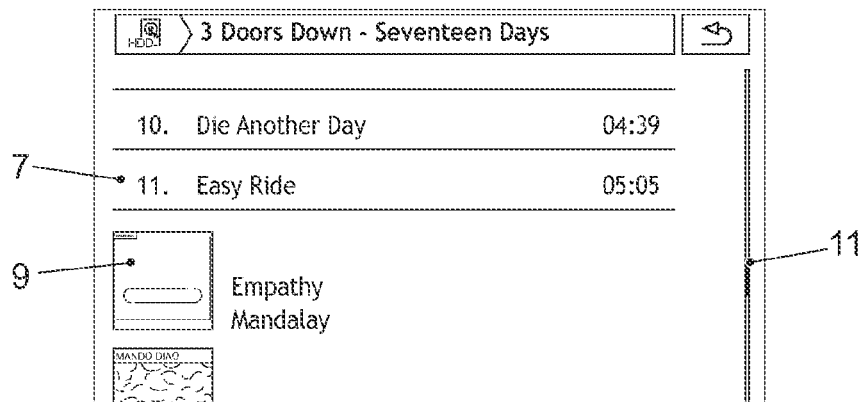 HDD 3 Doors Down - Seventeen Days
10. Die Another Day 04:39
7
11. Easy Ride 05:05
9
11
Empathy
Mandalay
MANDO DIAO